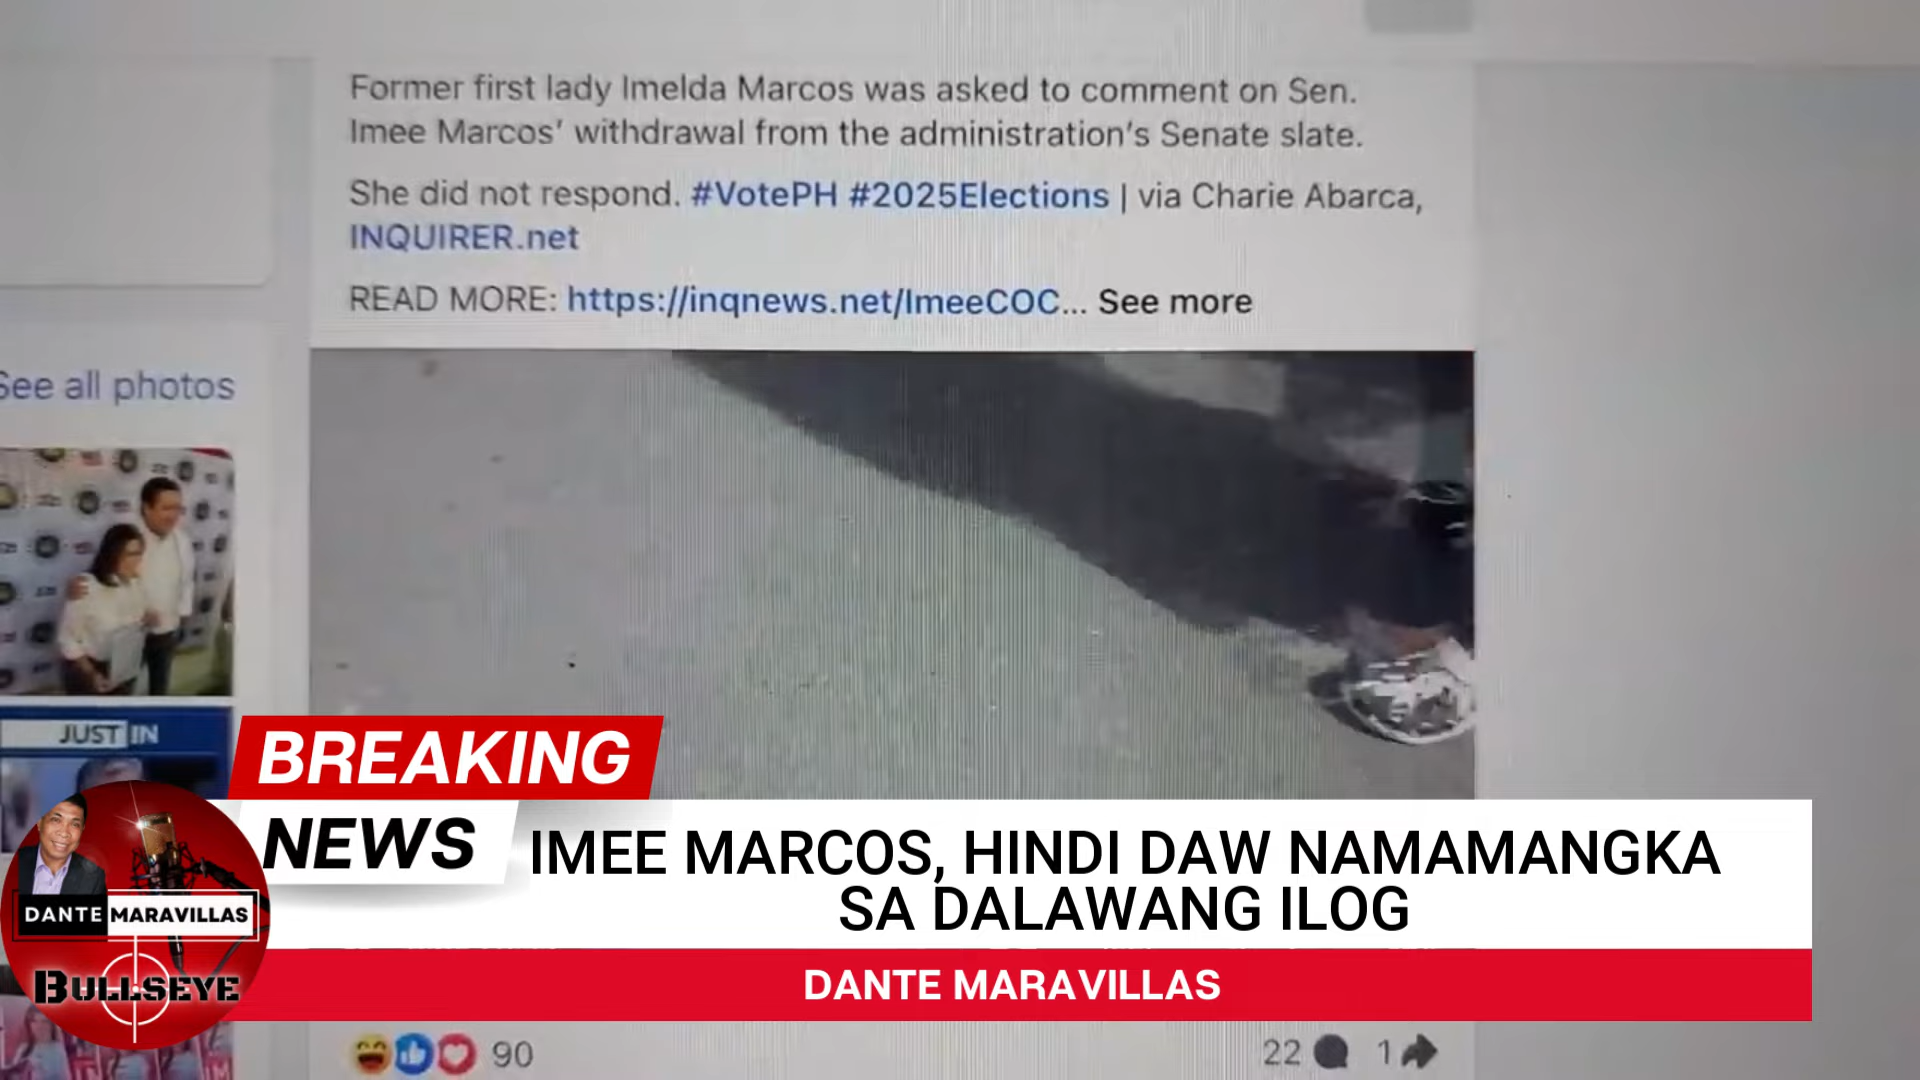 Former first lady Imelda Marcos was asked to comment on Sen.
Imee Marcos' withdrawal from the administration's Senate slate.
She did not respond. #VotePH #2025Elections | via Charie Abarca,
INQUIRER.net
READ MORE: https://inqnews.net/ImeeCOC... See more
See all photos
JUST IN
BREAKING
NEWS
IMEE MARCOS, HINDI DAW NAMAMANGKA
SA DALAWANG ILOG
DANTE MARAVILLAS
DANTE MARAVILLAS
BULLSEYE
90
22
1